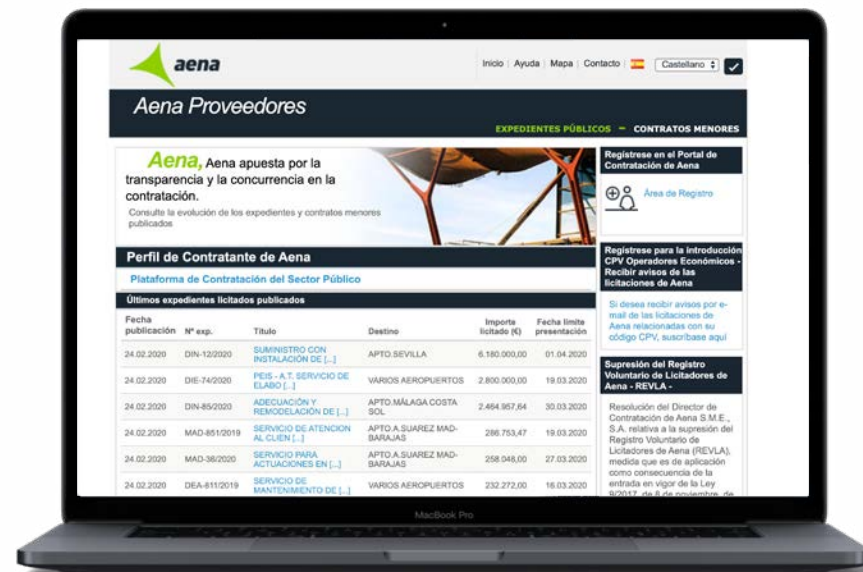 aena
Inicio | Ayuda | Mapa | Contacto | Castellano
Aena Proveedores
EXPEDIENTES PÚBLICOS – CONTRATOS MENORES
Aena, Aena apuesta por la
transparencia y la concurrencia en la
contratación.
Consulte la evolución de los expedientes y contratos menores
publicados
Perfil de Contratante de Aena
Plataforma de Contratación del Sector Público
Últimos expedientes licitados publicados
Fecha publicación Nº exp. Título Destino Importe licitado (€) Fecha límite presentación
24.02.2020 DIN-12/2020 SUMINISTRO CON INSTALACIÓN DE [...] APTO.SEVILLA 6.180.000,00 01.04.2020
24.02.2020 DIE-74/2020 PEIS - A.T. SERVICIO DE ELABO [...] VARIOS AEROPUERTOS 2.800.000,00 19.03.2020
24.02.2020 DIN-85/2020 ADECUACIÓN Y REMODELACIÓN DE [...] APTO.MÁLAGA COSTA SOL 2.464.957,64 30.03.2020
24.02.2020 MAD-851/2019 SERVICIO DE ATENCION AL CLIEN [...] APTO.A.SUAREZ MAD-BARAJAS 286.753,47 19.03.2020
24.02.2020 MAD-36/2020 SERVICIO PARA ACTUACIONES EN [...] APTO.A.SUAREZ MAD-BARAJAS 258.048,00 27.03.2020
24.02.2020 DEA-611/2019 SERVICIO DE MANTENIMIENTO DE [...] VARIOS AEROPUERTOS 232.272,00 16.03.2020
Regístrese en el Portal de
Contratación de Aena
Área de Registro
Regístrese para la introducción
CPV Operadores Económicos -
Recibir avisos de las
licitaciones de Aena
Si desea recibir avisos por e-
mail de las licitaciones de
Aena relacionadas con su
código CPV, suscríbase aquí
Supresión del Registro
Voluntario de Licitadores de
Aena - REVLA -
Resolución del Director de
Contratación de Aena S.M.E.,
S.A. relativa a la supresión del
Registro Voluntario de
Licitadores de Aena (REVLA),
medida que es de aplicación
como consecuencia de la
entrada en vigor de la Ley
9/2017, de 8 de noviembre, de
MacBook Pro